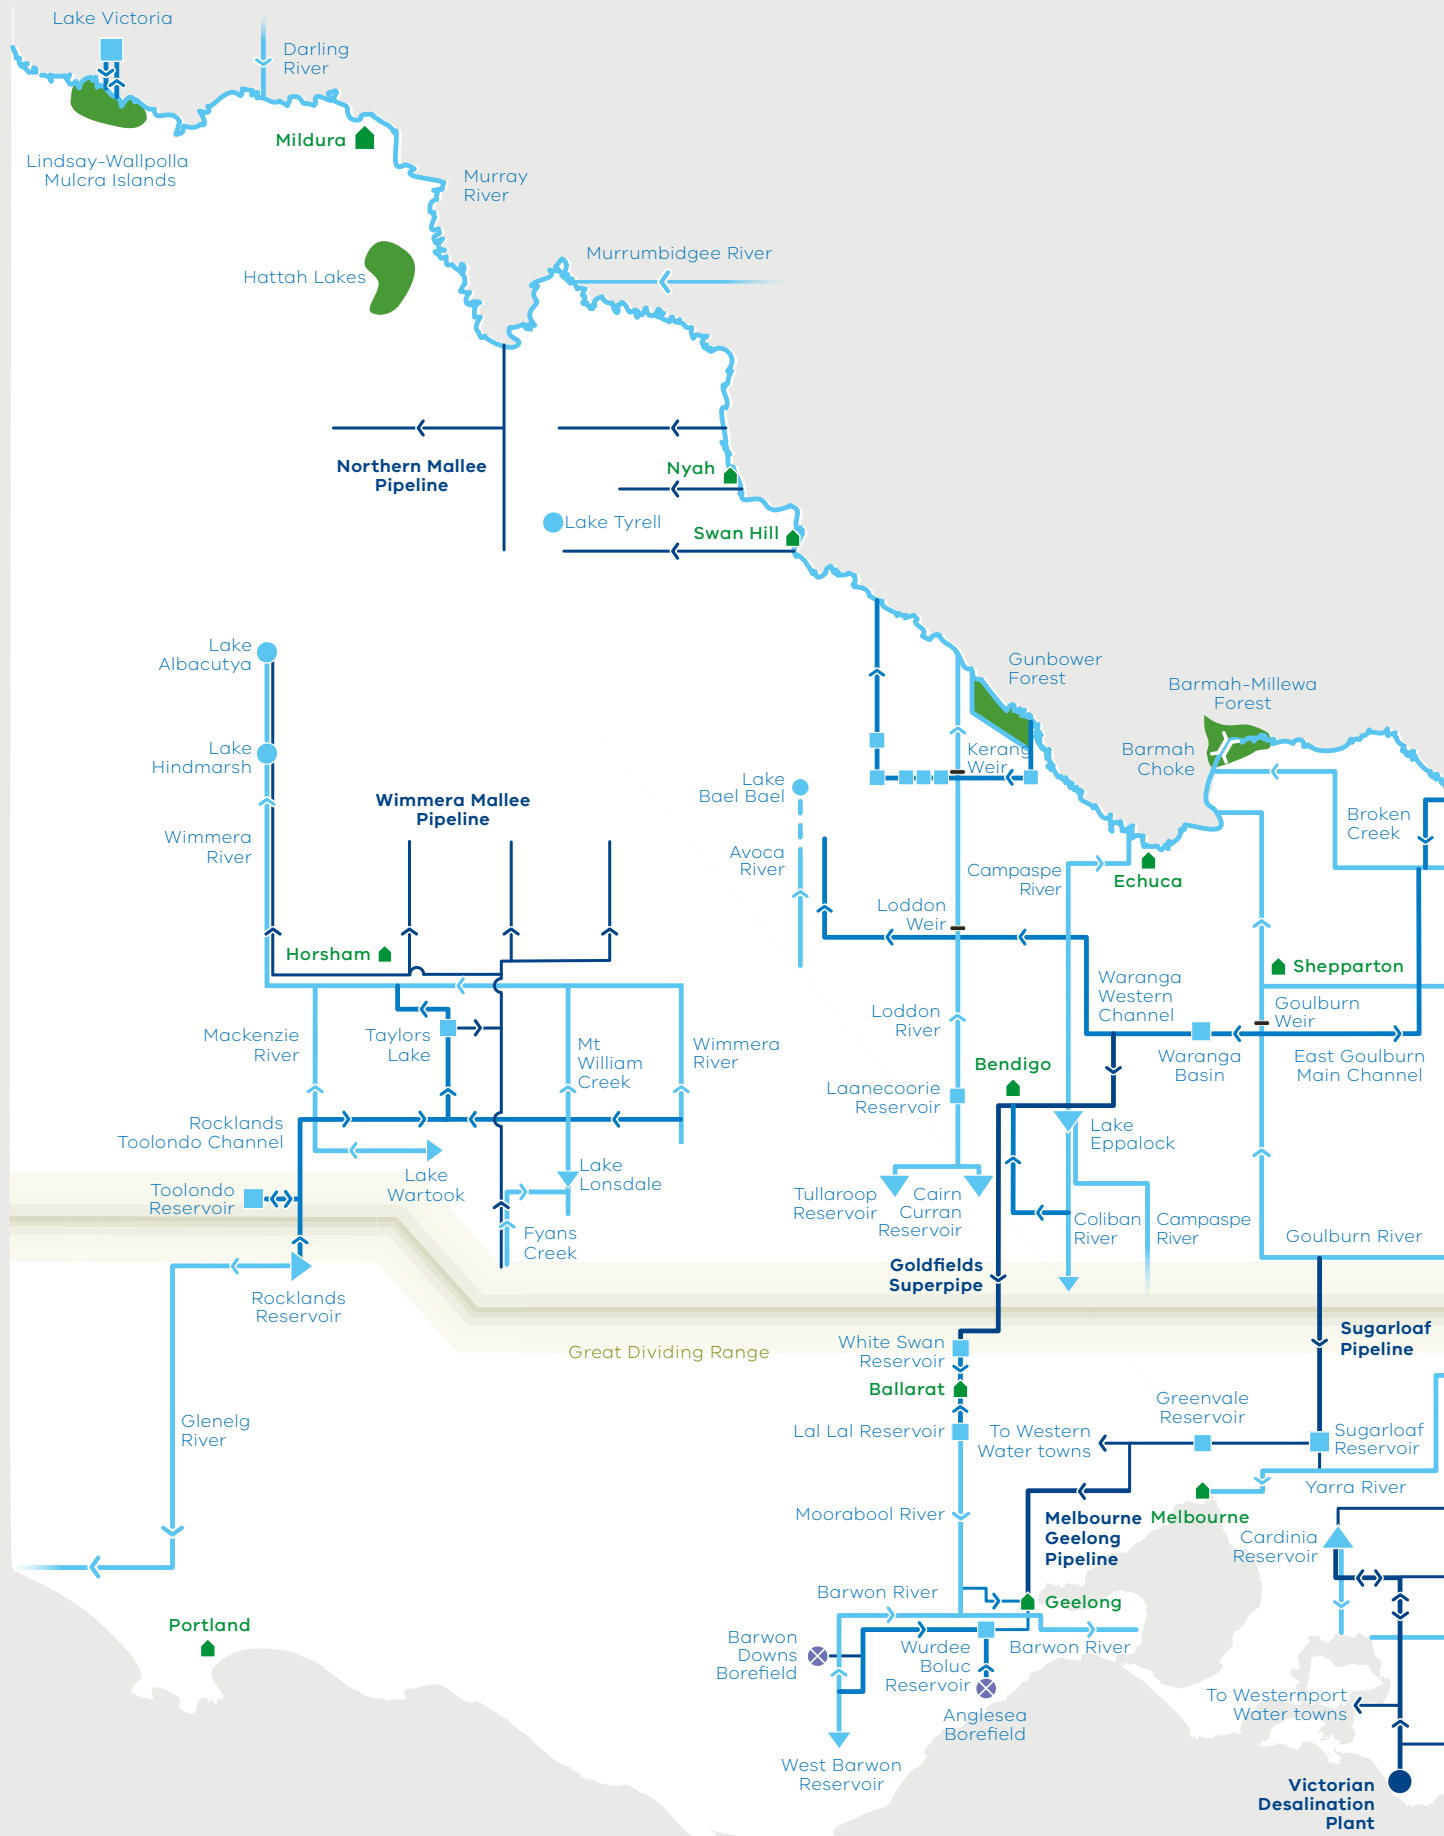 Lake Victoria
Darling
River
Mildura
Lindsay-Wallpolla
Mulcra Islands
Murray
River
Hattah Lakes
Murrumbidgee River
Northern Mallee
Pipeline
Nyah
Lake Tyrell
Swan Hill
Lake
Albacutya
Gunbower
Forest
Barmah-Millewa
Forest
Lake
Hindmarsh
Kerang
Weir
Barmah
Choke
Lake
Bael Bael
Wimmera Mallee
Pipeline
Broken
Creek
Wimmera
River
Avoca
River
Campaspe
River
Echuca
Loddon
Weir
Horsham
Shepparton
Waranga
Western
Channel
Goulburn
Weir
Loddon
River
Mackenzie
River
Taylors
Lake
Mt
William
Creek
Wimmera
River
Waranga
Basin
East Goulburn
Main Channel
Bendigo
Laanecoorie
Reservoir
Rocklands
Toolondo Channel
Lake
Eppalock
Lake
Wartook
Lake
Lonsdale
Toolondo
Reservoir
Tullaroop
Reservoir
Cairn
Curran
Reservoir
Fyans
Creek
Coliban
River
Campaspe
River
Goulburn River
Goldfields
Superpipe
Rocklands
Reservoir
White Swan
Reservoir
Great Dividing Range
Sugarloaf
Pipeline
Ballarat
Greenvale
Reservoir
Glenelg
River
Lal Lal Reservoir
To Western
Water towns
Sugarloaf
Reservoir
Yarra River
Moorabool River
Melbourne
Geelong
Pipeline
Melbourne
Cardinia
Reservoir
Barwon River
Geelong
Portland
Barwon
Downs
Borefield
Wurdee
Boluc
Reservoir
Barwon River
Anglesea
Borefield
To Westernport
Water towns
West Barwon
Reservoir
Victorian
Desalination
Plant